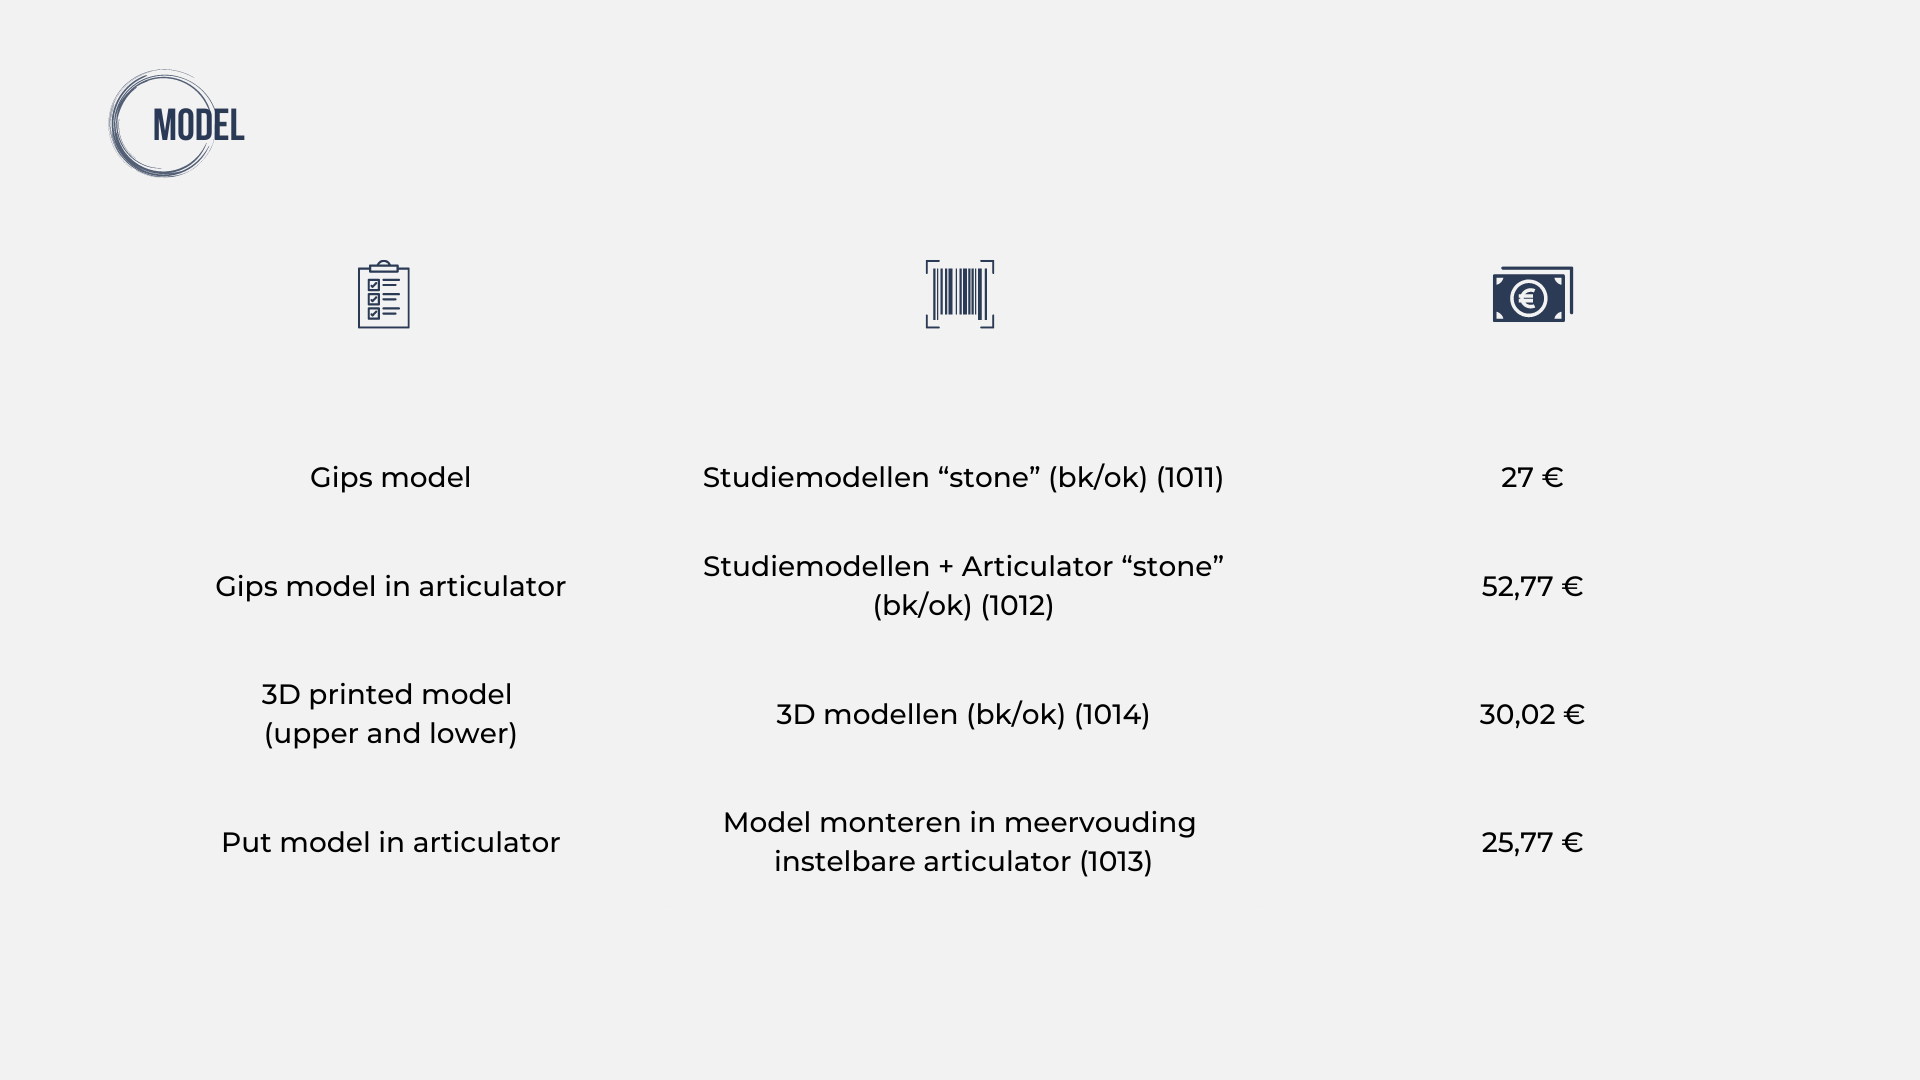 MODEL
Gips model
Studiemodellen “stone” (bk/ok) (1011)
27 €
Gips model in articulator
Studiemodellen + Articulator “stone”
(bk/ok) (1012)
52,77 €
3D printed model
(upper and lower)
3D modellen (bk/ok) (1014)
30,02 €
Put model in articulator
Model monteren in meervouding
instelbare articulator (1013)
25,77 €